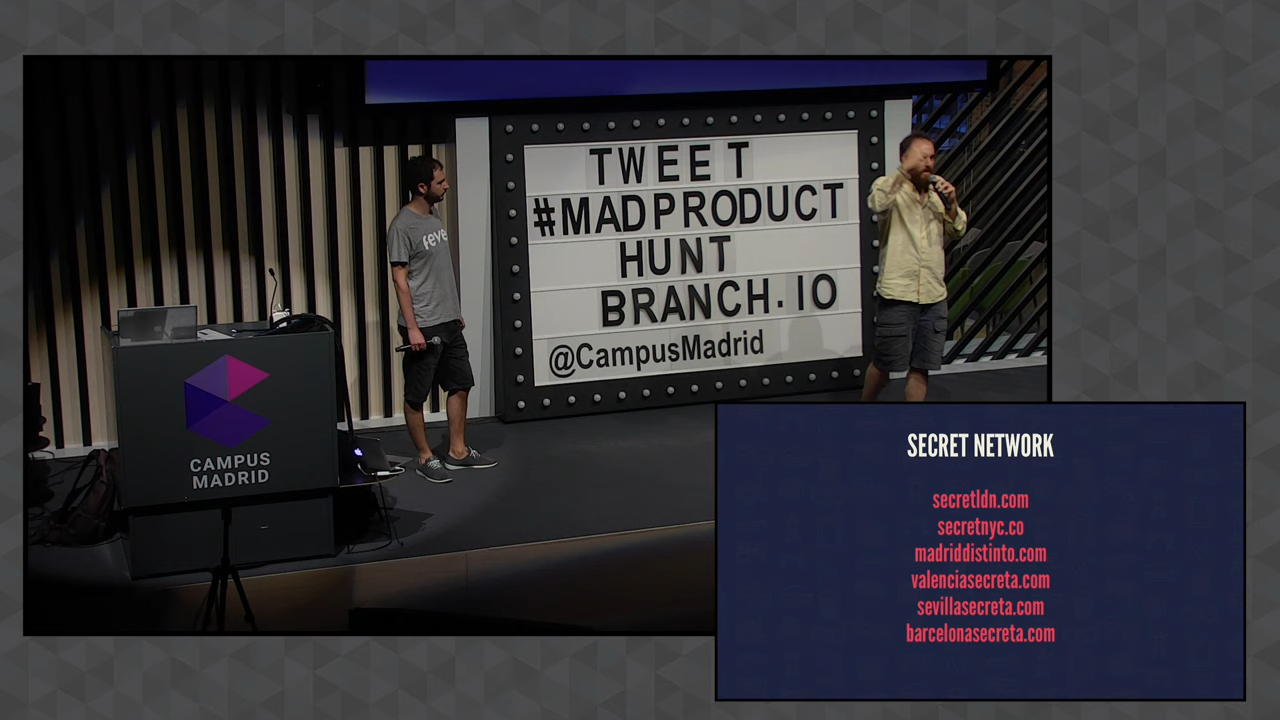 TWEET
#MADPRODUCT
HUNT
BRANCH.IO
@CampusMadrid
feve
CAMPUS
MADRID
SECRET NETWORK
secretldn.com
secretnyc.co
madriddistinto.com
valenciasecreta.com
sevillasecreta.com
barcelonasecreta.com